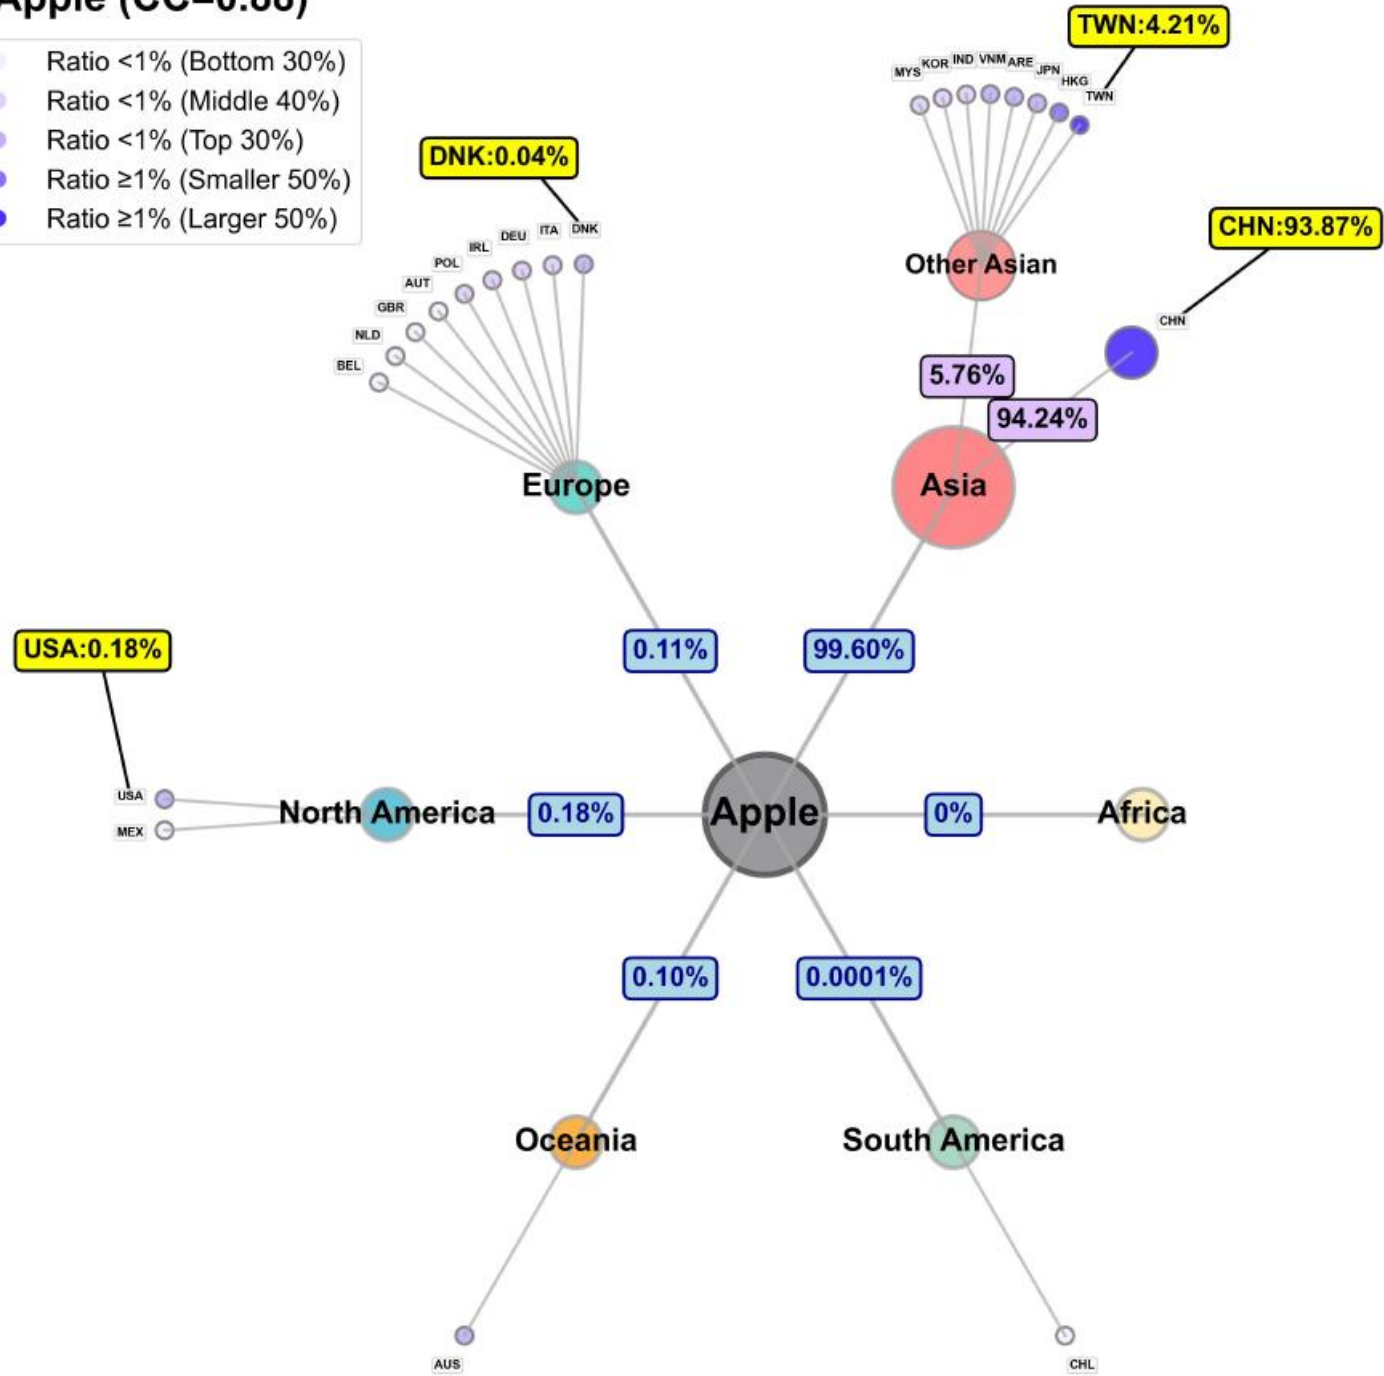 Apple (CC=0.88)
Ratio <1% (Bottom 30%)
Ratio <1% (Middle 40%)
Ratio <1% (Top 30%)
Ratio ≥1% (Smaller 50%)
Ratio ≥1% (Larger 50%)
TWN:4.21%
MYS
KOR
IND
VNM
ARE
JPN
HKG
TWN
DNK:0.04%
CHN:93.87%
DNK
ITA
DEU
IRL
POL
AUT
GBR
NLD
BEL
Other Asian
CHN
5.76%
94.24%
Europe
Asia
USA:0.18%
0.11%
99.60%
USA
MEX
North America
0.18%
Apple
0%
Africa
0.10%
0.0001%
Oceania
South America
AUS
CHL